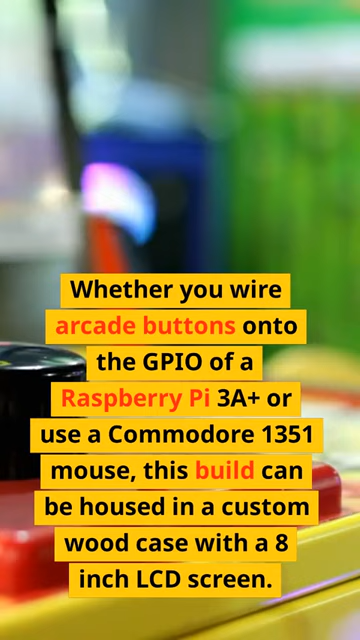 Whether you wire
arcade buttons onto
the GPIO of a
Raspberry Pi 3A+ or
use a Commodore 1351
mouse, this build can
be housed in a custom
wood case with a 8
inch LCD screen.